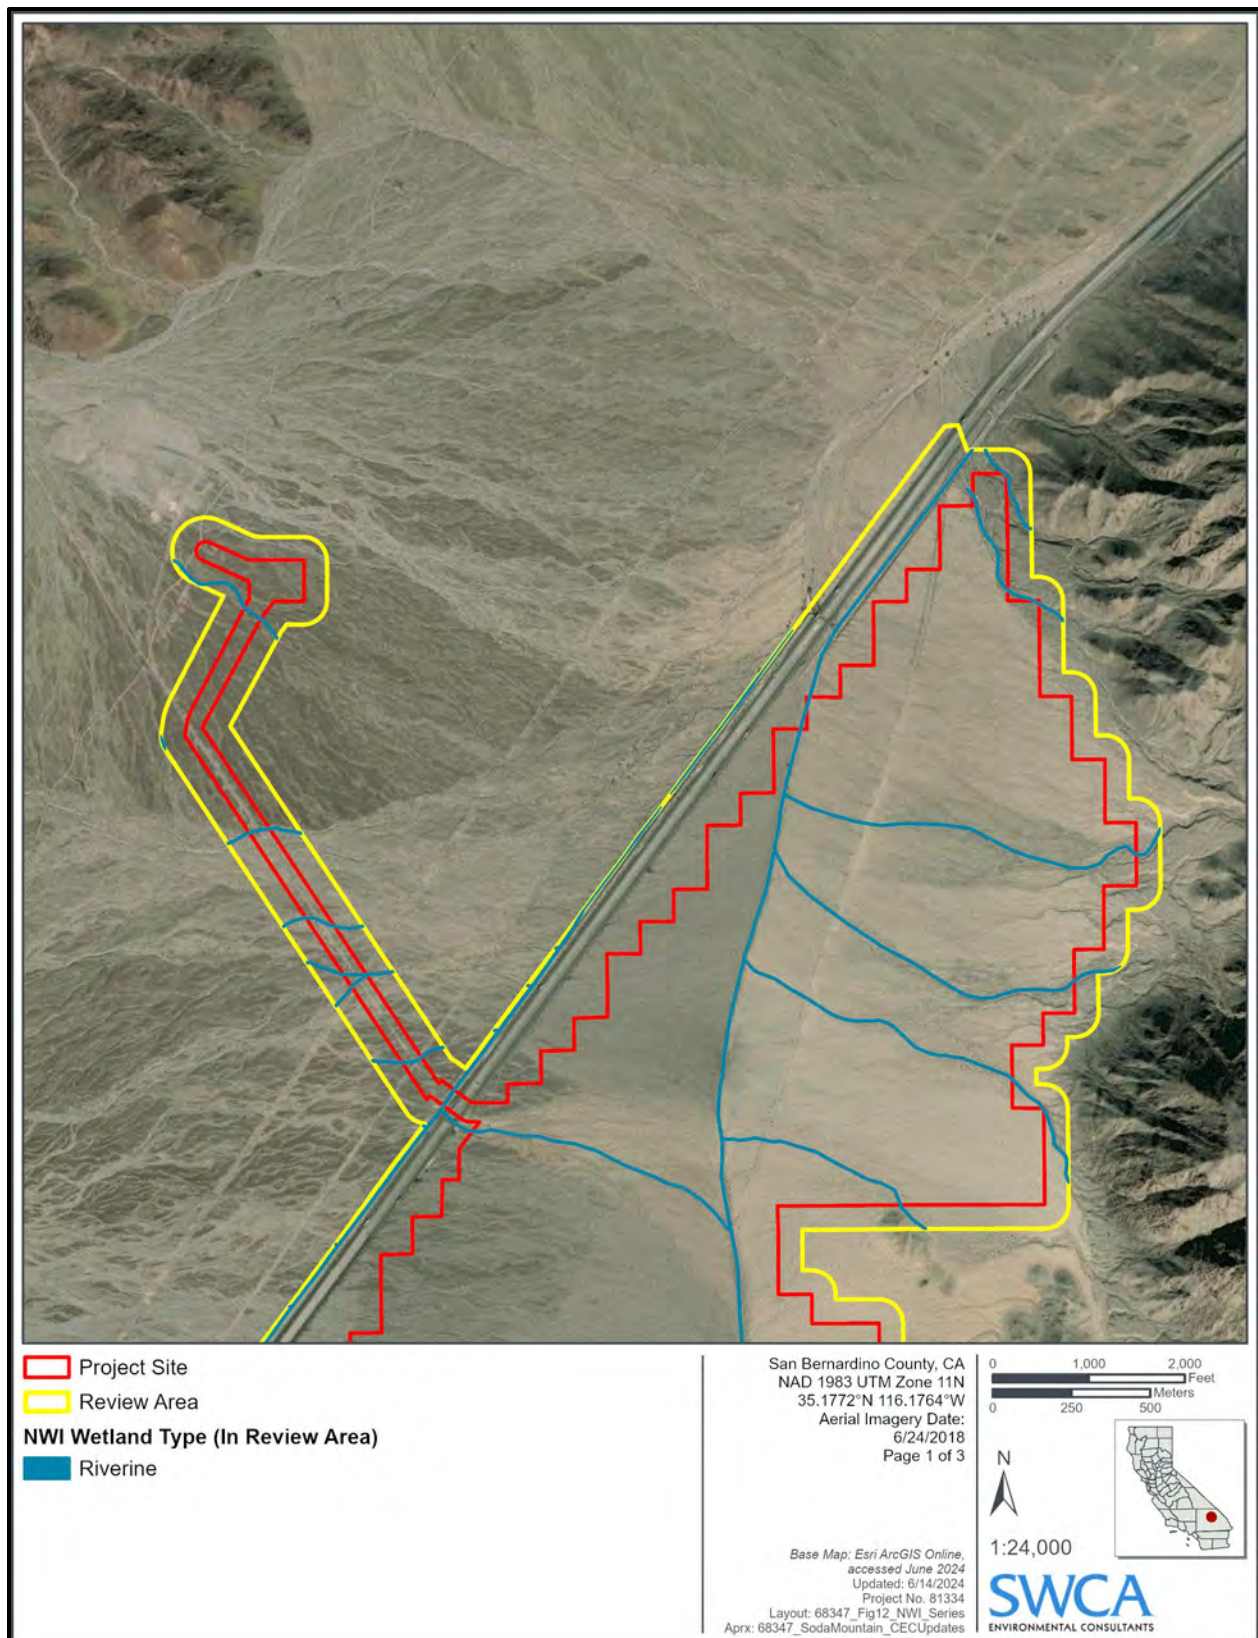 Project Site
Review Area
NWI Wetland Type (In Review Area)
Riverine
San Bernardino County, CA
NAD 1983 UTM Zone 11N
35.1772°N 116.1764°W
Aerial Imagery Date:
6/24/2018
Page 1 of 3
Base Map: Esri ArcGIS Online,
accessed June 2024
Updated: 6/14/2024
Project No. 81334
Layout: 68347_Fig12_NWI_Series
Aprx: 68347_SodaMountain_CECUpdates
0 1,000 2,000
Feet
Meters
0 250 500
N
1:24,000
SWCA
ENVIRONMENTAL CONSULTANTS